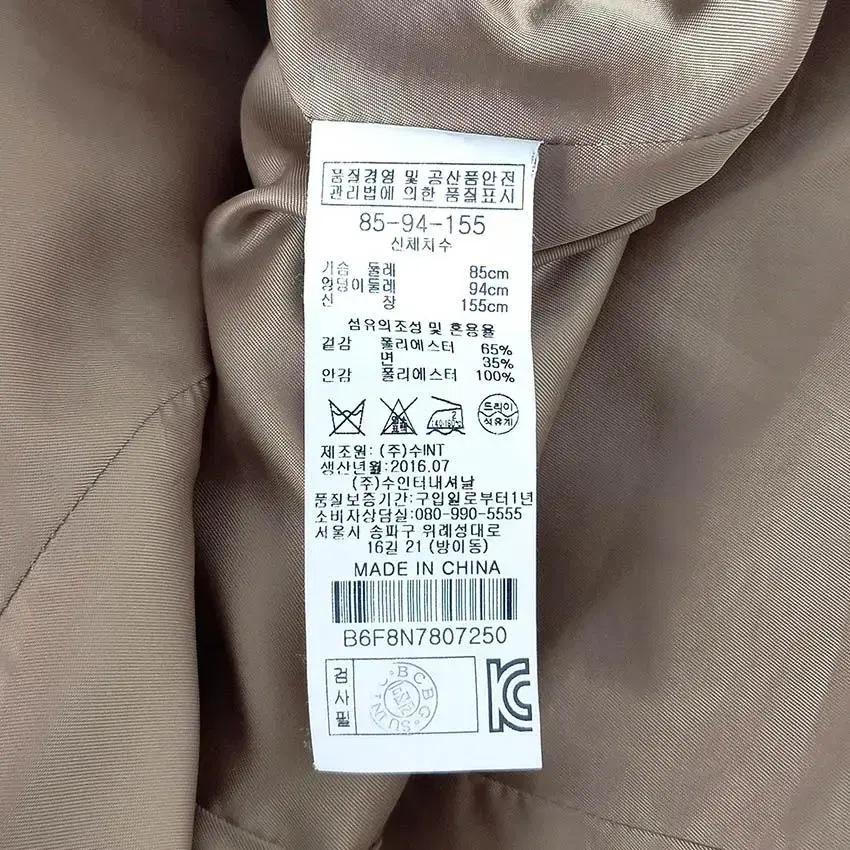 품질경영 및 공산품안전
관리법에 의한 품질표시
85-94-155
신체치수
가슴 둘레 85cm
엉덩이둘레 94cm
신 장 155cm
섬유의조성 및 혼용율
겉감 폴리에스터 65%
면 35%
안감 폴리에스터 100%
드라이
석유계
제조원: (주)수INT
생산년월:2016.07
(주)수인터내셔날
품질보증기간:구입일로부터1년
소비자상담실:080-990-5555
서울시 송파구 위례성대로
16길 21 (방이동)
MADE IN CHINA
B6F8N7807250
검사필
BCBG
SUIN